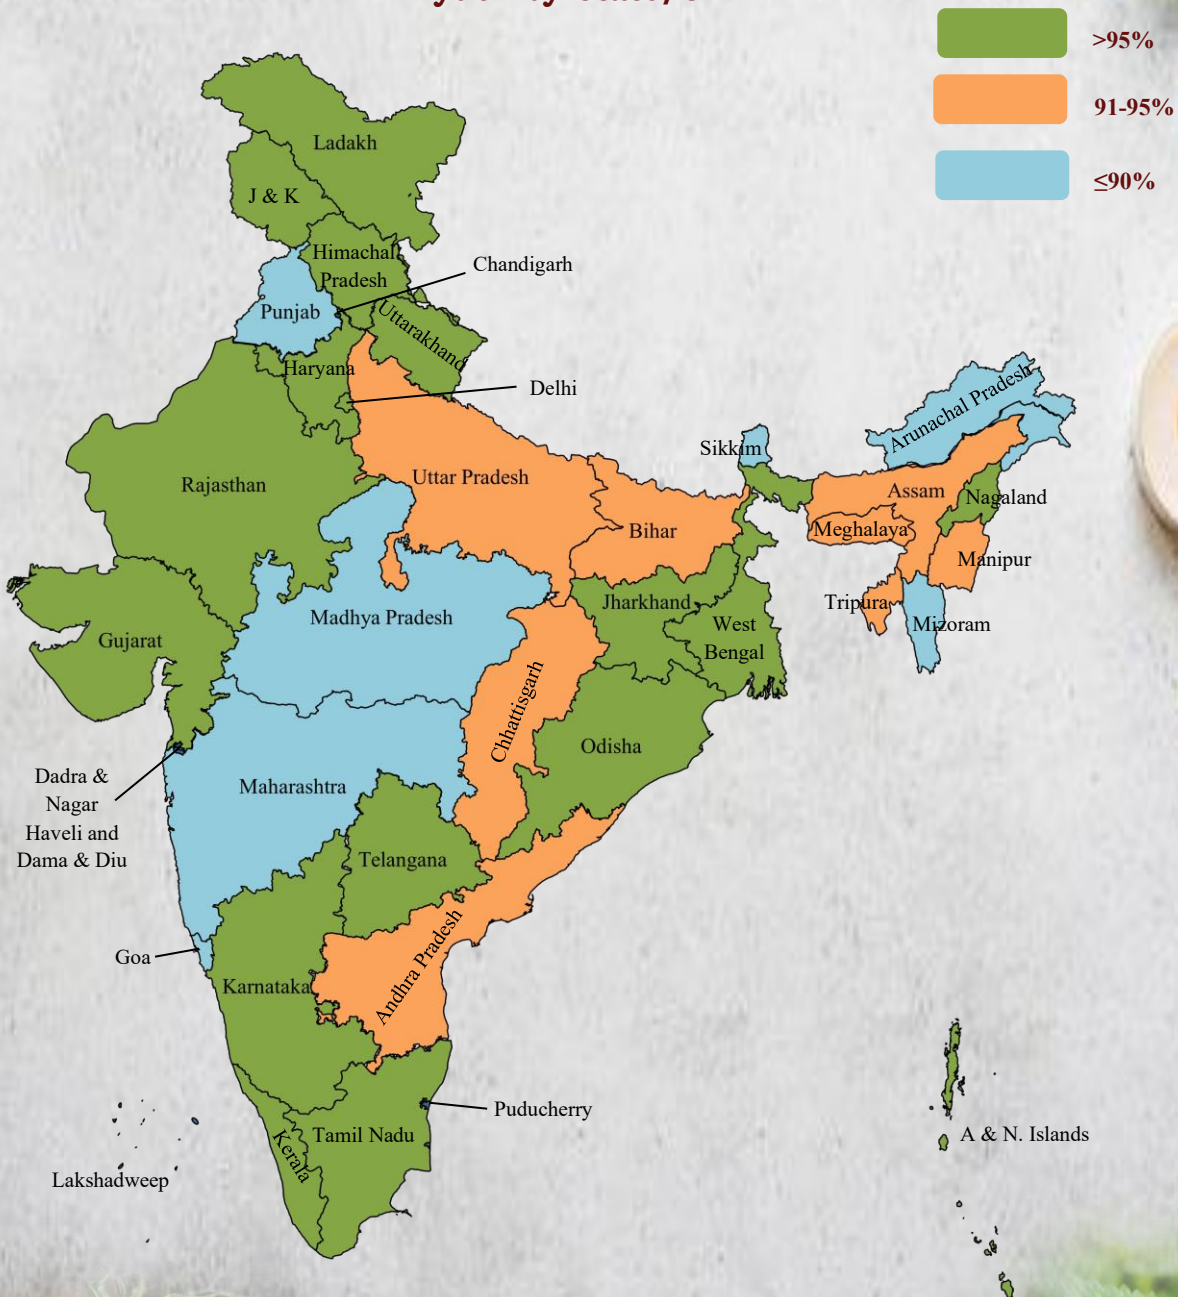 >95%
91-95%
≤90%
Ladakh
J & K
Himachal
Pradesh
Chandigarh
Punjab
Uttarakhand
Haryana
Delhi
Arunachal Pradesh
Sikkim
Rajasthan
Uttar Pradesh
Assam
Nagaland
Bihar
Meghalaya
Manipur
Jharkhand
Tripura
Madhya Pradesh
Mizoram
West
Bengal
Gujarat
Chhattisgarh
Odisha
Dadra &
Nagar
Haveli and
Dama & Diu
Maharashtra
Telangana
Goa
Andhra Pradesh
Karnataka
Puducherry
Tamil Nadu
Kerala
A & N. Islands
Lakshadweep